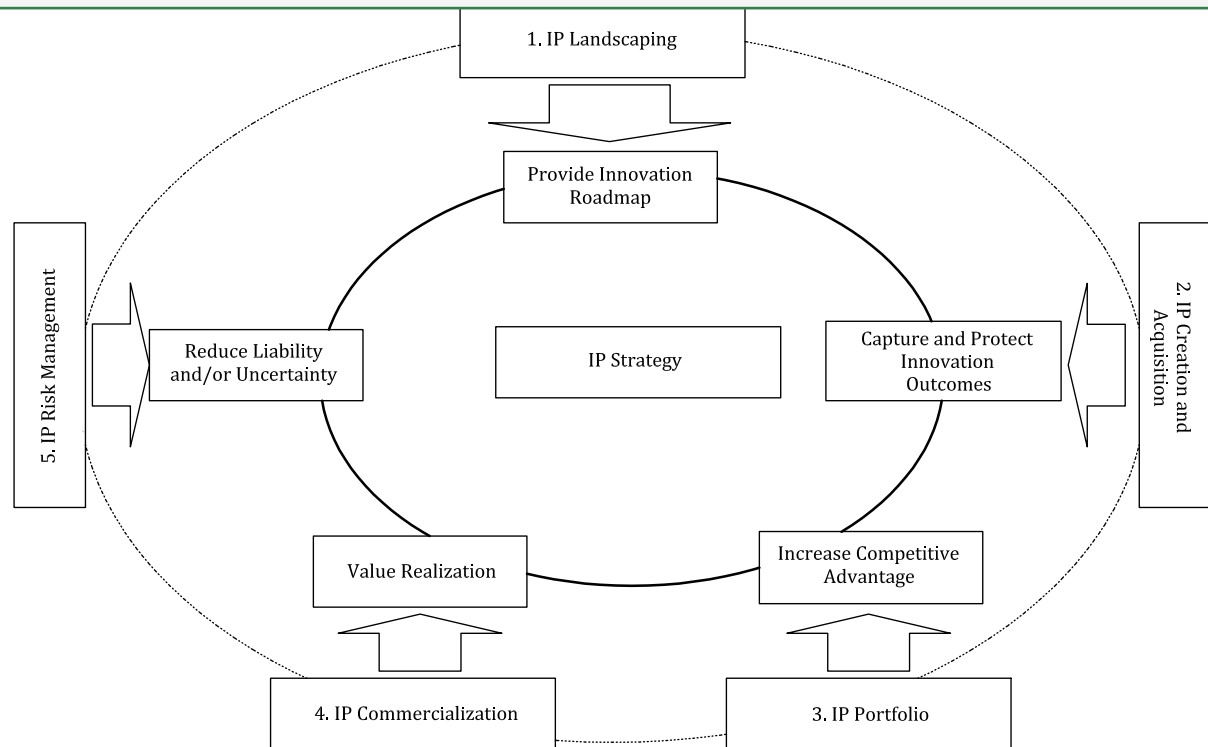 1. IP Landscaping
Provide Innovation
Roadmap
5. IP Risk Management
Reduce Liability
and/or Uncertainty
IP Strategy
Capture and Protect
Innovation
Outcomes
2. IP Creation and
Acquisition
Value Realization
Increase Competitive
Advantage
4. IP Commercialization
3. IP Portfolio